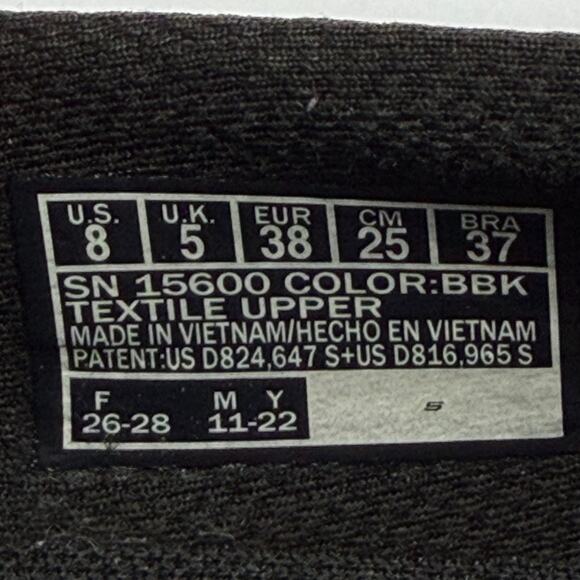 U.S. U.K. EUR CM BRA
8 5 38 25 37
SN 15600 COLOR:BBK
TEXTILE UPPER
MADE IN VIETNAM/HECHO EN VIETNAM
PATENT:US D824,647 S+US D816,965 S
F M Y
26-28 11-22